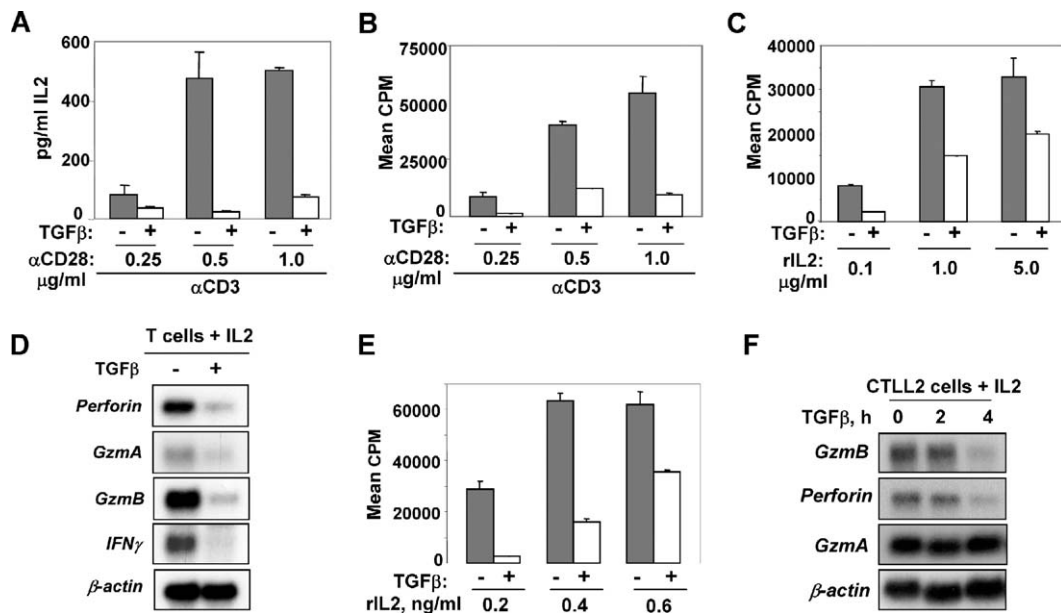 A
pg/ml IL2
600
400
200
0
TGFβ: - + - + - +
αCD28: 0.25 0.5 1.0
μg/ml
αCD3
B
Mean CPM
75000
50000
25000
0
TGFβ: - + - + - +
αCD28: 0.25 0.5 1.0
μg/ml
αCD3
C
Mean CPM
40000
30000
20000
10000
0
TGFβ: - + - + - +
rIL2: 0.1 1.0 5.0
μg/ml
D
T cells + IL2
TGFβ - +
Perforin
GzmA
GzmB
IFNγ
β-actin
E
Mean CPM
60000
40000
20000
0
TGFβ: - + - + - +
rIL2, ng/ml 0.2 0.4 0.6
F
CTLL2 cells + IL2
TGFβ, h 0 2 4
GzmB
Perforin
GzmA
β-actin